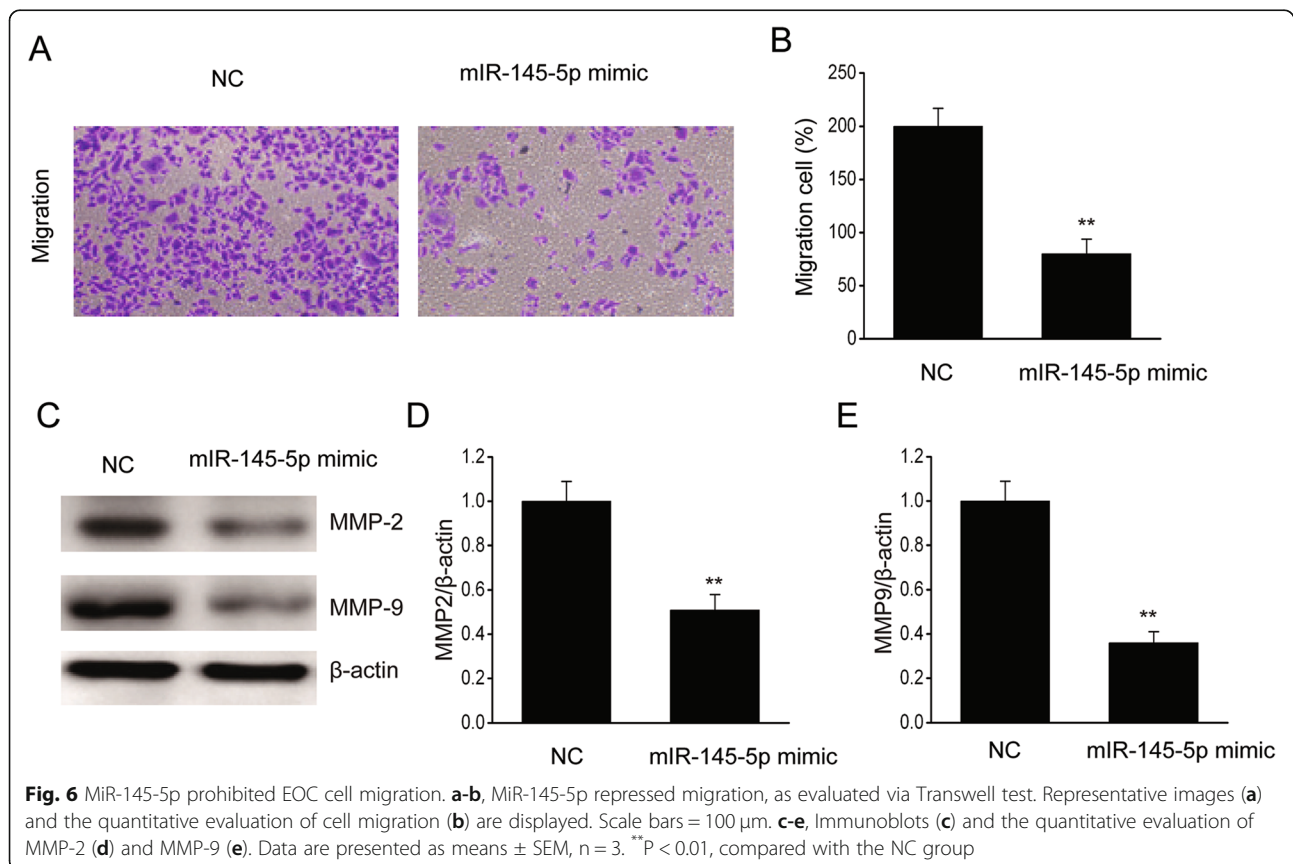 A
NC
mIR-145-5p mimic
Migration
B
Migration cell (%)
250
200
150
100
50
0
**
NC
mIR-145-5p mimic
C
NC
mIR-145-5p mimic
MMP-2
MMP-9
β-actin
D
MMP2/β-actin
1.2
1.0
0.8
0.6
0.4
0.2
0.0
**
NC
mIR-145-5p mimic
E
MMP9/β-actin
1.2
1.0
0.8
0.6
0.4
0.2
0.0
**
NC
mIR-145-5p mimic
Fig. 6 MiR-145-5p prohibited EOC cell migration. a-b, MiR-145-5p repressed migration, as evaluated via Transwell test. Representative images (a)
and the quantitative evaluation of cell migration (b) are displayed. Scale bars = 100 μm. c-e, Immunoblots (c) and the quantitative evaluation of
MMP-2 (d) and MMP-9 (e). Data are presented as means ± SEM, n = 3. **P < 0.01, compared with the NC group